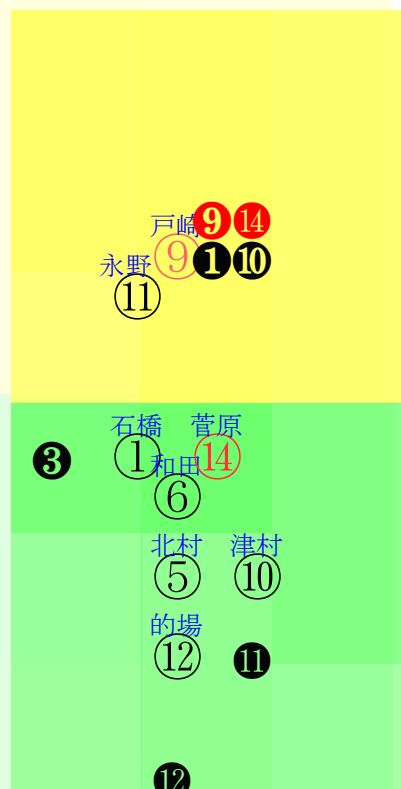 戸崎 ❾ ⓮
⑨ ❶ ❿
永野
⑪
石橋 菅原
① ⑭
❸ 和田
⑥
北村 津村
⑤ ⑩
的場
⑫ ⓫
⓬